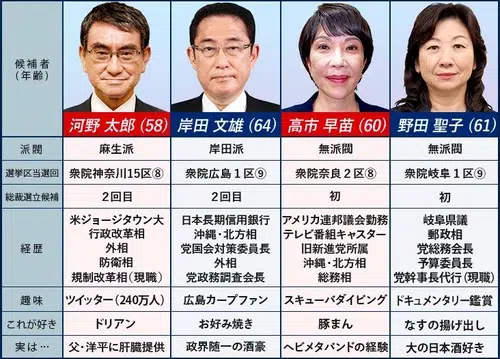 候補者
(年齢)
河野 太郎 (58) 岸田 文雄 (64) 高市 早苗 (60) 野田 聖子 (61)
派閥 麻生派 岸田派 無派閥 無派閥
選挙区当選回 衆院神奈川15区⑧ 衆院広島1区⑨ 衆院奈良2区⑧ 衆院岐阜1区⑨
総裁選立候補 2回目 2回目 初 初
経歴
米ジョージタウン大
行政改革相
外相
防衛相
規制改革相(現職)
日本長期信用銀行
沖縄・北方相
党国会対策委員長
外相
党政務調査会長
アメリカ連邦議会勤務
テレビ番組キャスター
旧新進党所属
沖縄・北方相
総務相
岐阜県議
郵政相
党総務会長
予算委員長
党幹事長代行(現職)
趣味 ツイッター(240万人) 広島カープファン スキューバダイビング ドキュメンタリー鑑賞
これが好き ドリアン お好み焼き 豚まん なすの揚げ出し
実は… 父・洋平に肝臓提供 政界随一の酒豪 ヘビメタバンドの経験 大の日本酒好き